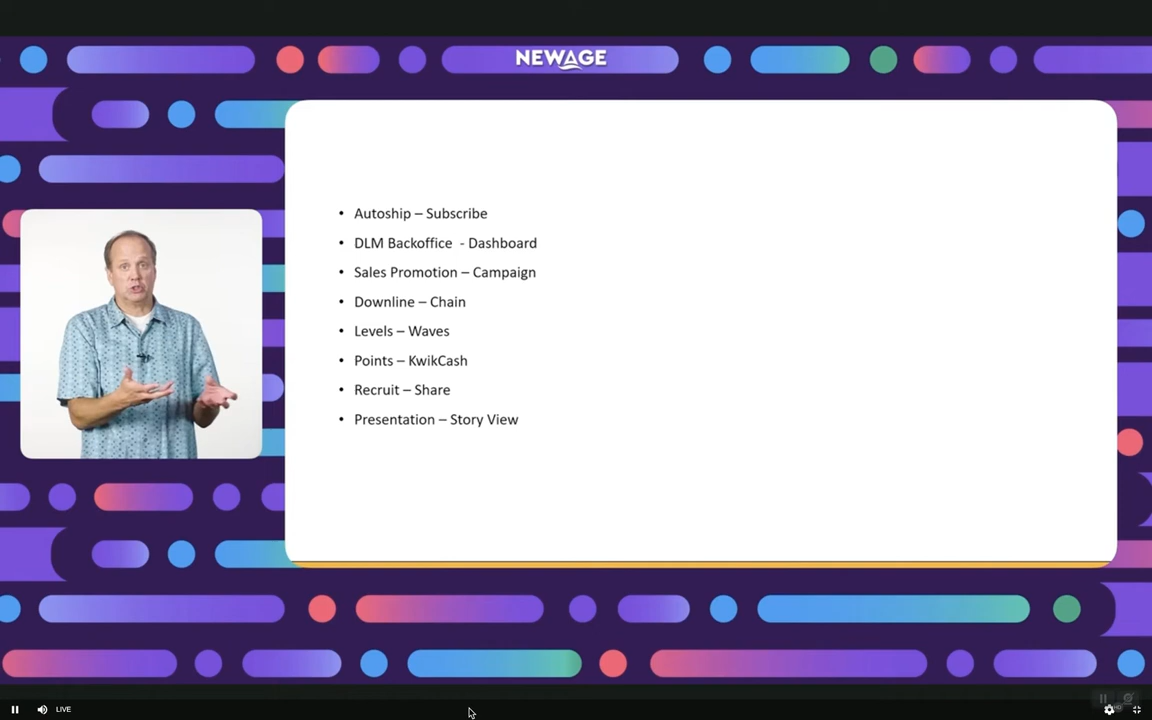 NEWAGE
• Autoship – Subscribe
• DLM Backoffice  - Dashboard
• Sales Promotion – Campaign
• Downline – Chain
• Levels – Waves
• Points – KwikCash
• Recruit – Share
• Presentation – Story View
LIVE